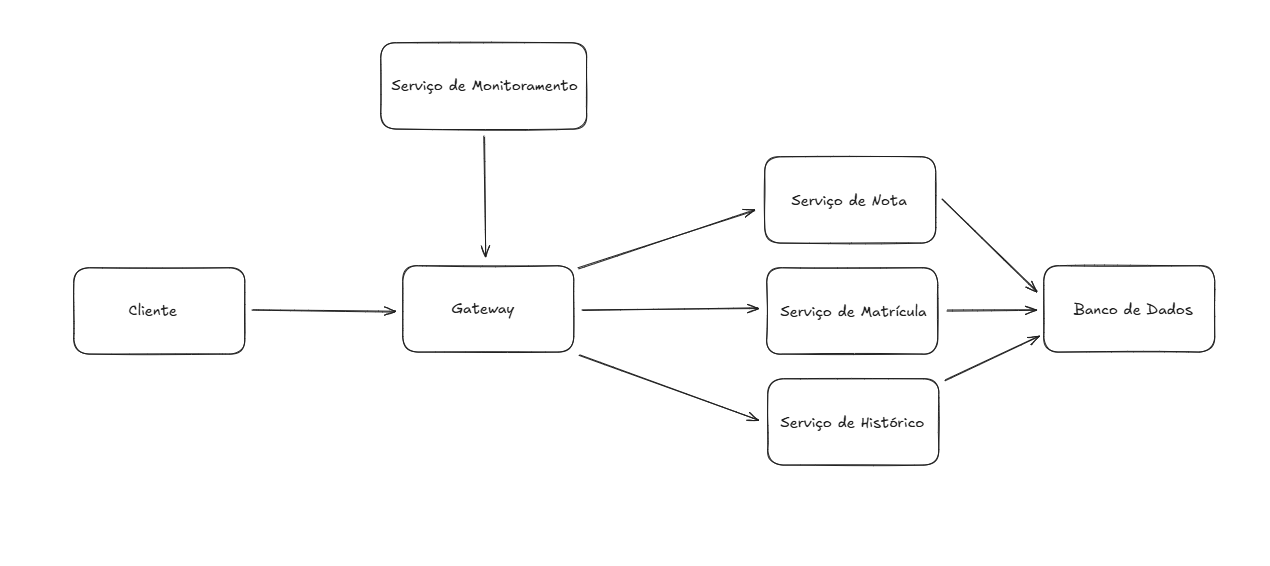 Serviço de Monitoramento
Serviço de Nota
Cliente
Gateway
Serviço de Matrícula
Banco de Dados
Serviço de Histórico